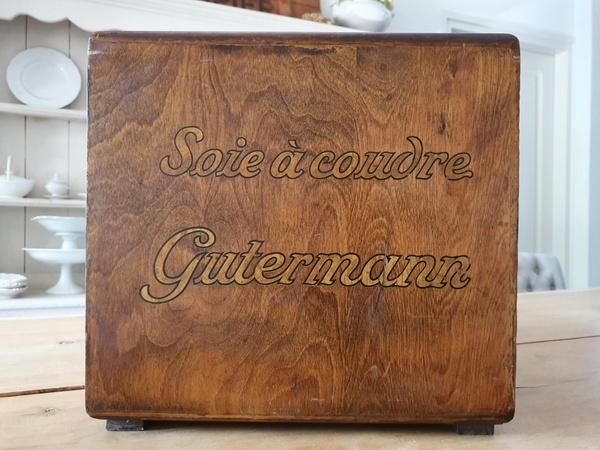 Soie à coudre
Gutermann